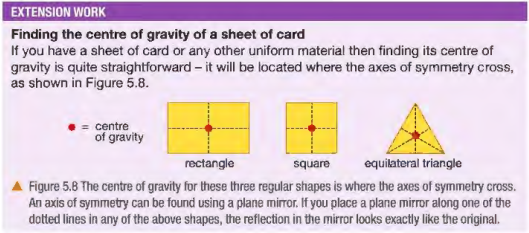 EXTENSION WORK
Finding the centre of gravity of a sheet of card
If you have a sheet of card or any other uniform material then finding its centre of
gravity is quite straightforward – it will be located where the axes of symmetry cross,
as shown in Figure 5.8.
= centre
of gravity
rectangle
square
equilateral triangle
Figure 5.8 The centre of gravity for these three regular shapes is where the axes of symmetry cross.
An axis of symmetry can be found using a plane mirror. If you place a plane mirror along one of the
dotted lines in any of the above shapes, the reflection in the mirror looks exactly like the original.